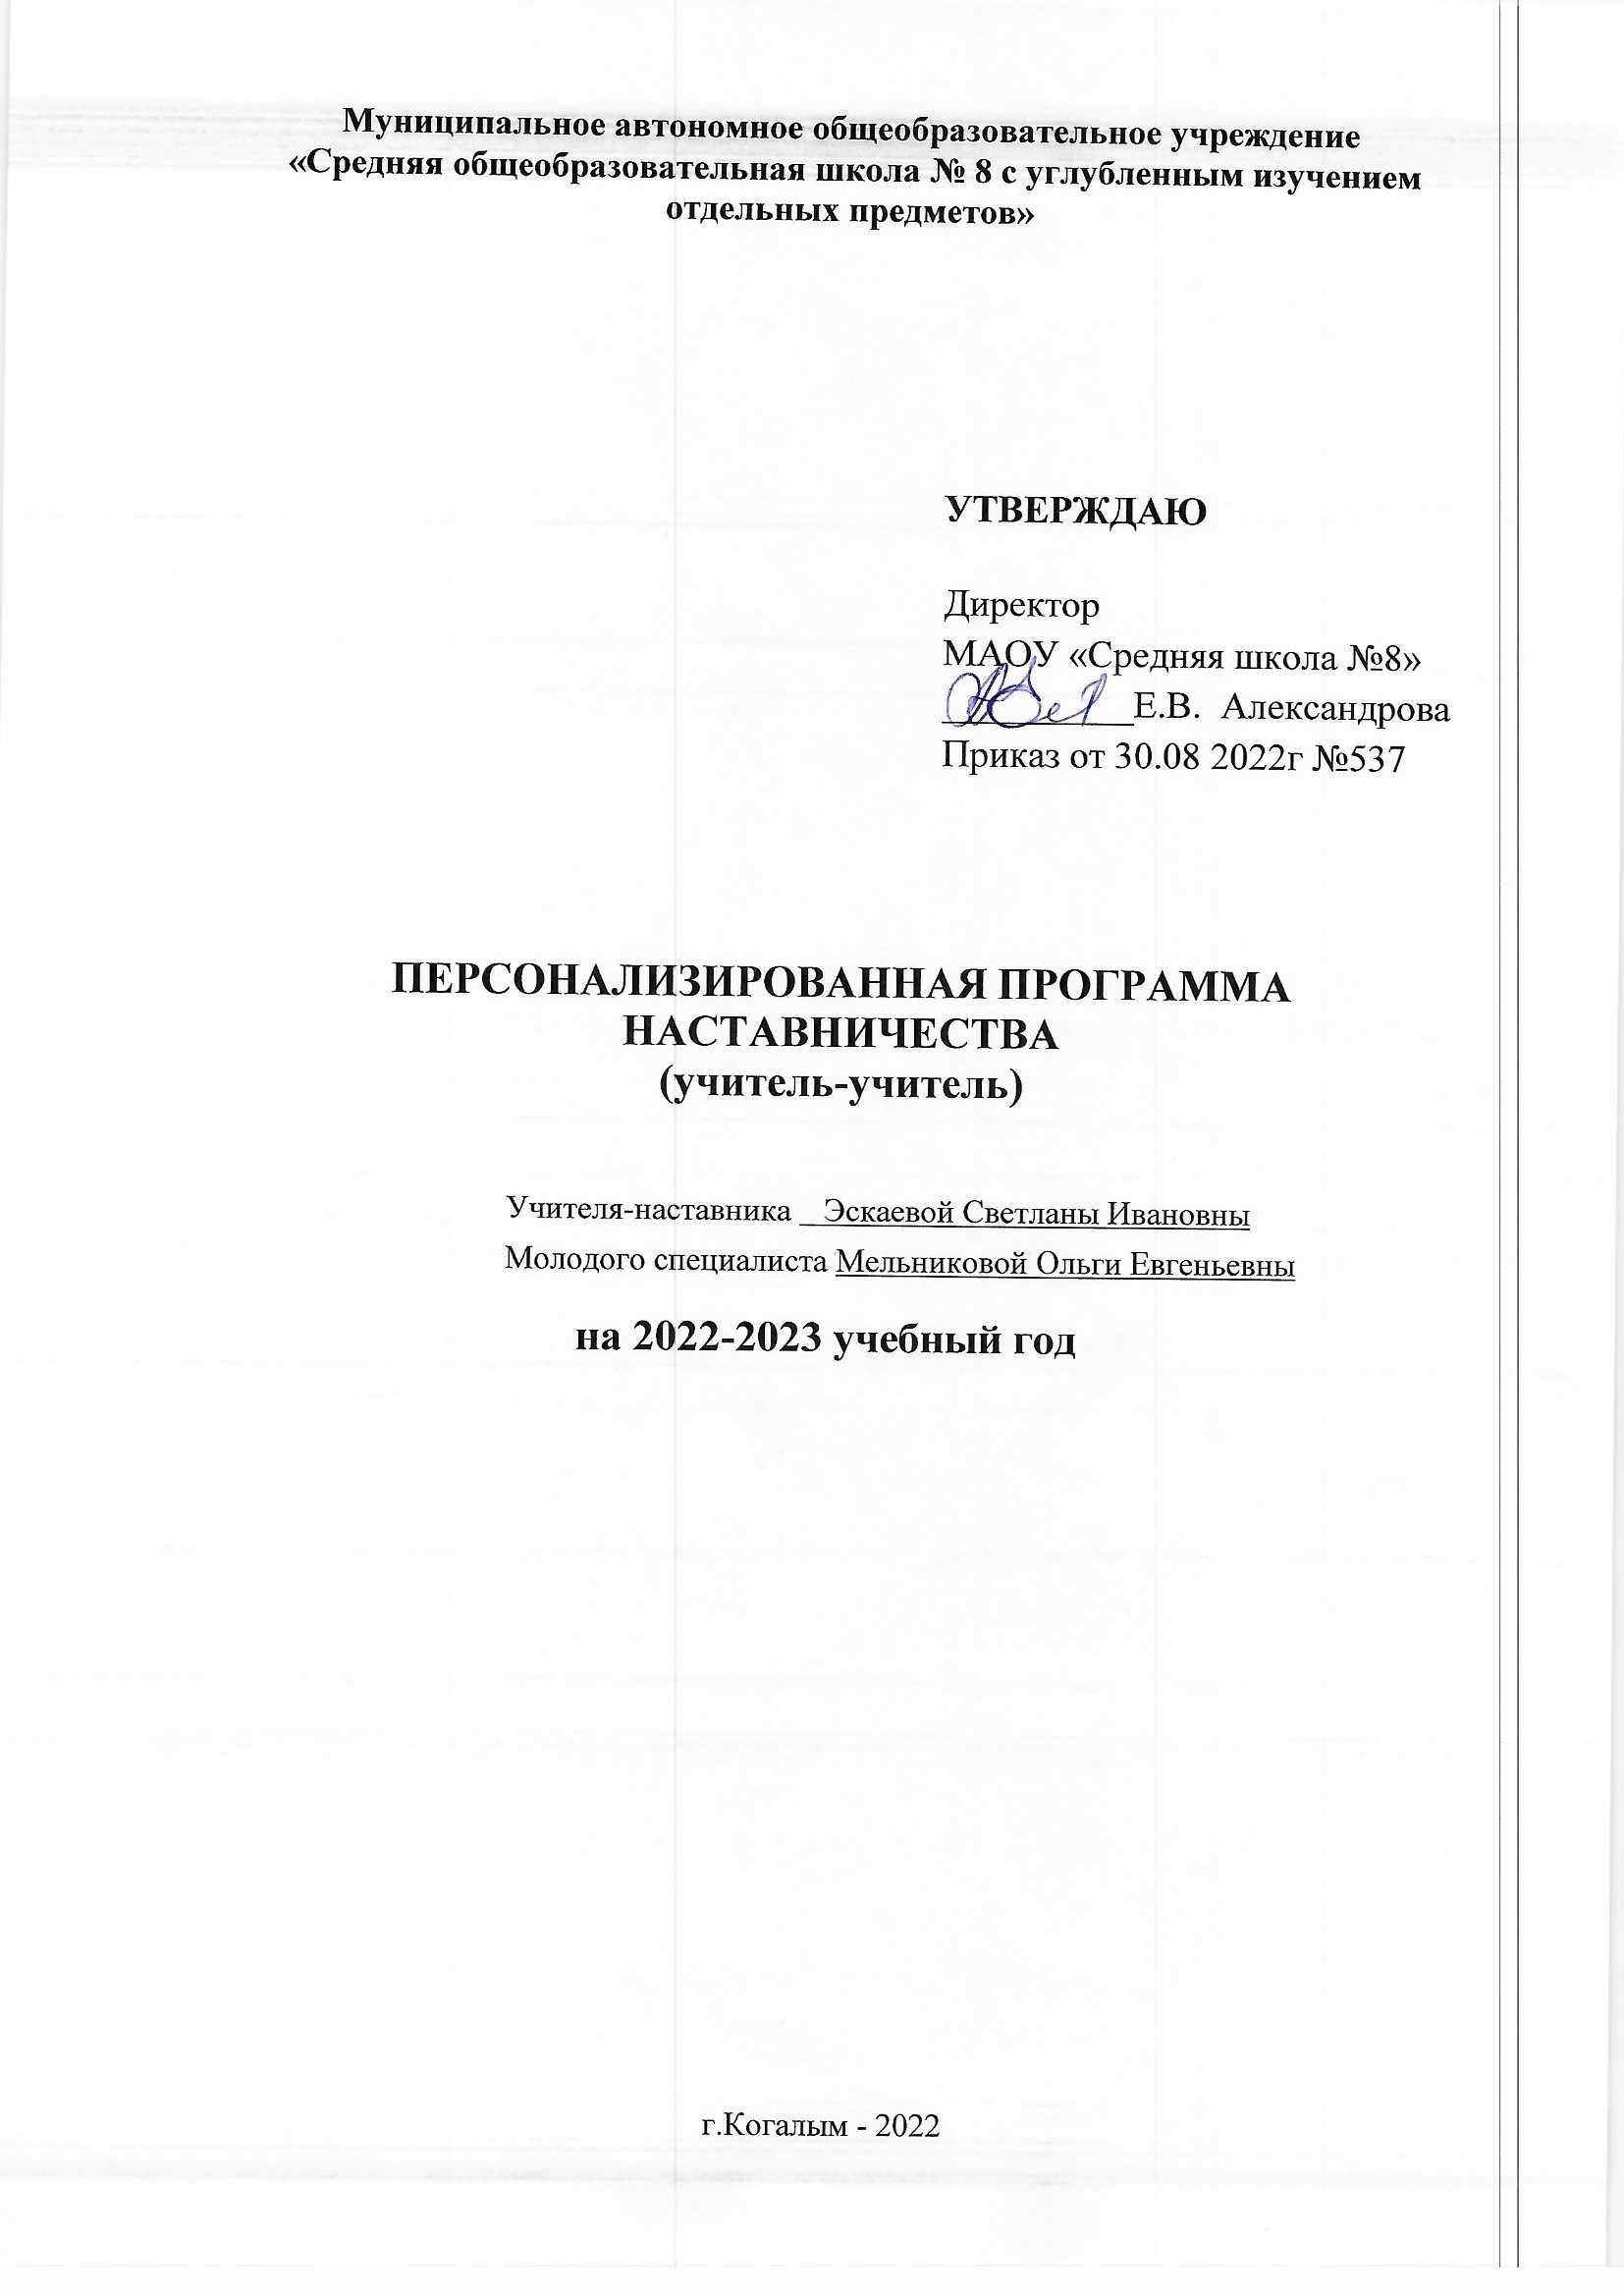 Муниципальное автономное общеобразовательное учреждение
«Средняя общеобразовательная школа № 8 с углубленным изучением
отдельных предметов»
УТВЕРЖДАЮ
Директор
МАОУ «Средняя школа №8»
Е.В. Александрова
Приказ от 30.08 2022г №537
ПЕРСОНАЛИЗИРОВАННАЯ ПРОГРАММА
НАСТАВНИЧЕСТВА
(учитель-учитель)
Учителя-наставника Эскаевой Светланы Ивановны
Молодого специалиста Мельниковой Ольги Евгеньевны
на 2022-2023 учебный год
г.Когалым - 2022